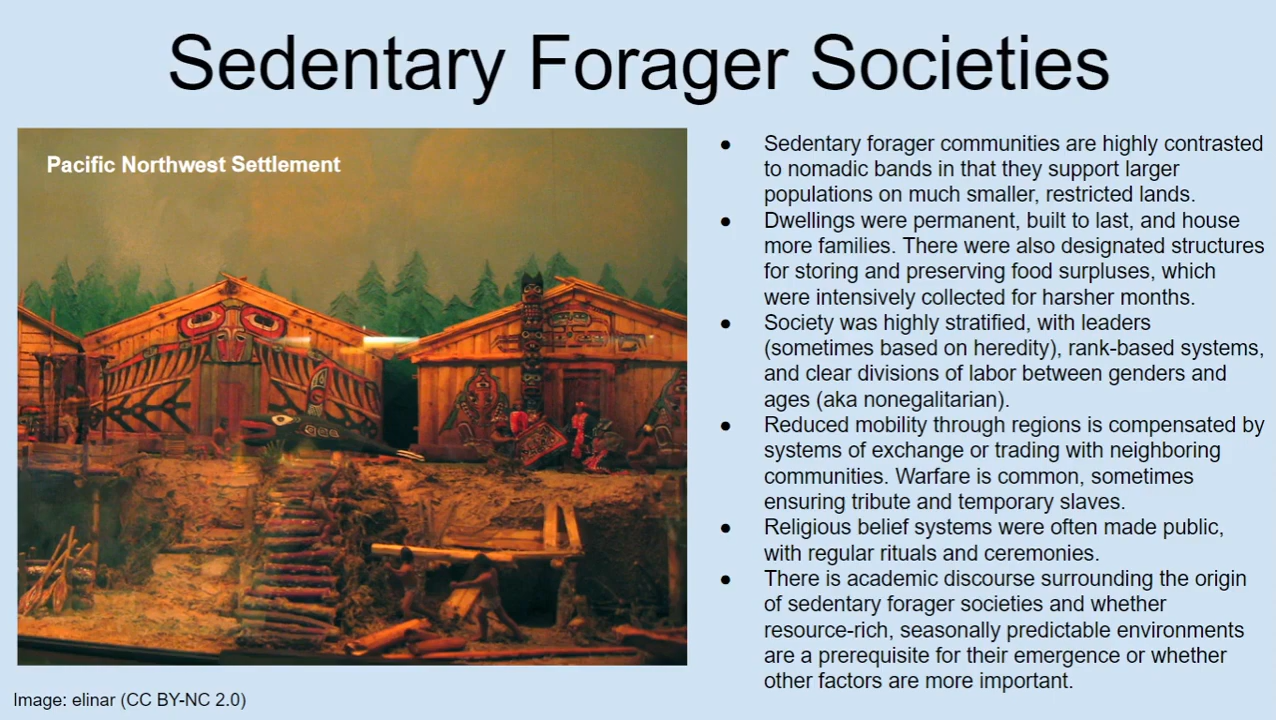 Sedentary Forager Societies
Pacific Northwest Settlement
● Sedentary forager communities are highly contrasted
to nomadic bands in that they support larger
populations on much smaller, restricted lands.
● Dwellings were permanent, built to last, and house
more families. There were also designated structures
for storing and preserving food surpluses, which
were intensively collected for harsher months.
● Society was highly stratified, with leaders
(sometimes based on heredity), rank-based systems,
and clear divisions of labor between genders and
ages (aka nonegalitarian).
● Reduced mobility through regions is compensated by
systems of exchange or trading with neighboring
communities. Warfare is common, sometimes
ensuring tribute and temporary slaves.
● Religious belief systems were often made public,
with regular rituals and ceremonies.
● There is academic discourse surrounding the origin
of sedentary forager societies and whether
resource-rich, seasonally predictable environments
are a prerequisite for their emergence or whether
other factors are more important.
Image: elinar (CC BY-NC 2.0)